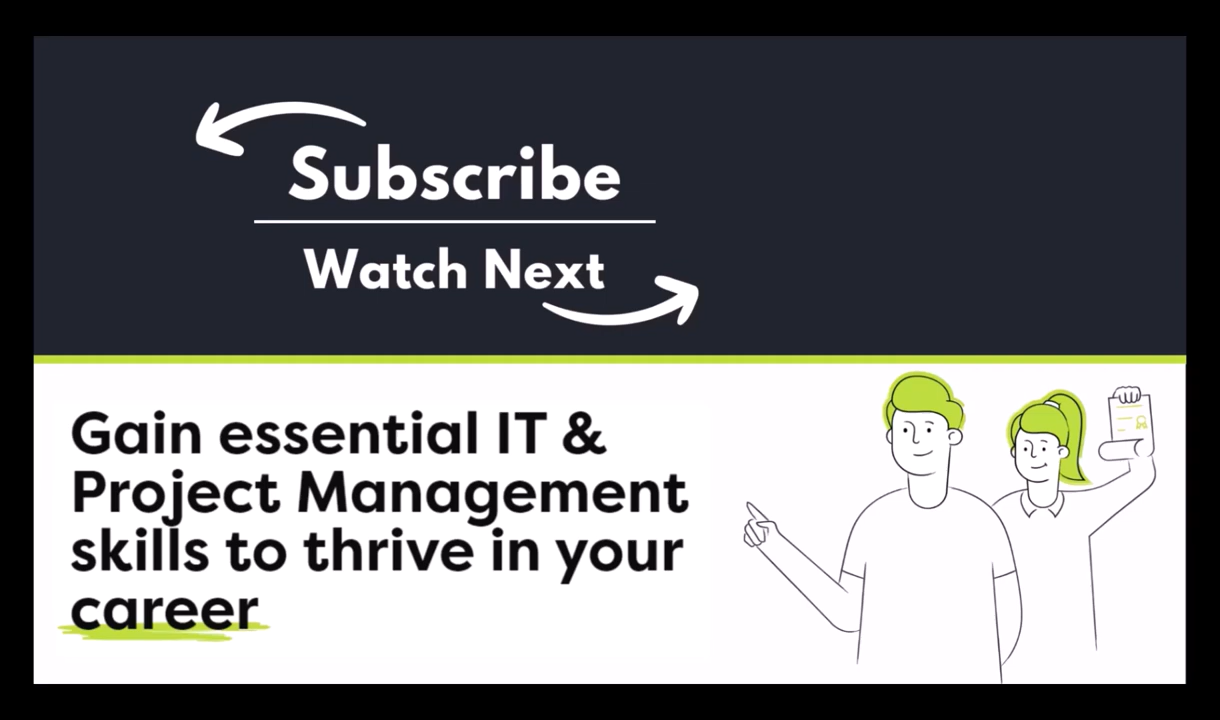 Subscribe
Watch Next
Gain essential IT &
Project Management
skills to thrive in your
career